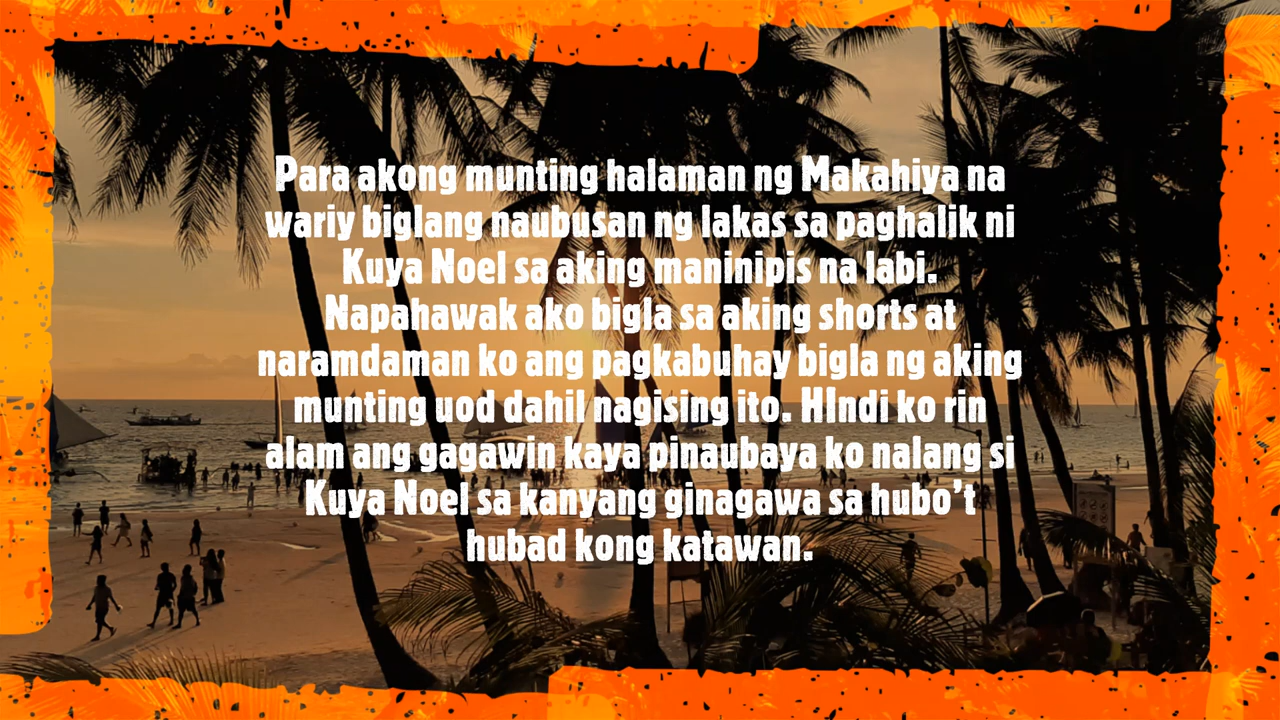 Para akong munting halaman ng Makahiya na
wariy biglang naubusan ng lakas sa paghalik ni
Kuya Noel sa aking maninipis na labi.
Napahawak ako bigla sa aking shorts at
naramdaman ko ang pagkabuhay bigla ng aking
munting uod dahil nagising ito. HIndi ko rin
alam ang gagawin kaya pinaubaya ko nalang si
Kuya Noel sa kanyang ginagawa sa hubo't
hubad kong katawan.